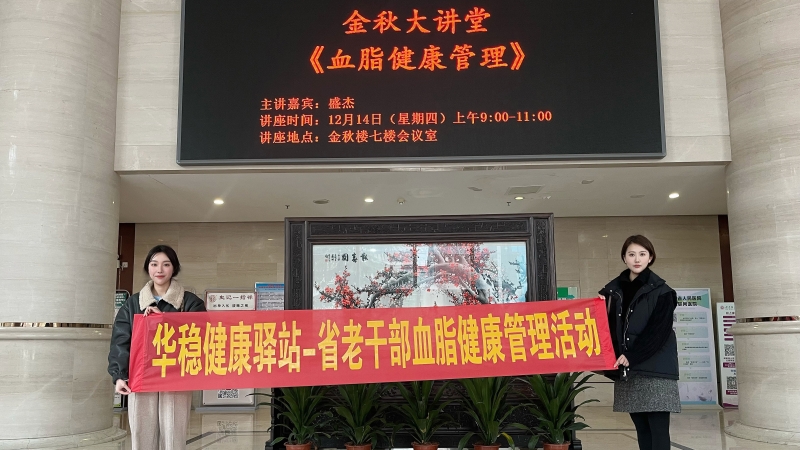 金秋大讲堂
《血脂健康管理》
主讲嘉宾：盛杰
讲座时间：12月14日（星期四）上午9:00-11:00
讲座地点：金秋楼七楼会议室
华稳健康驿站-省老干部血脂健康管理活动